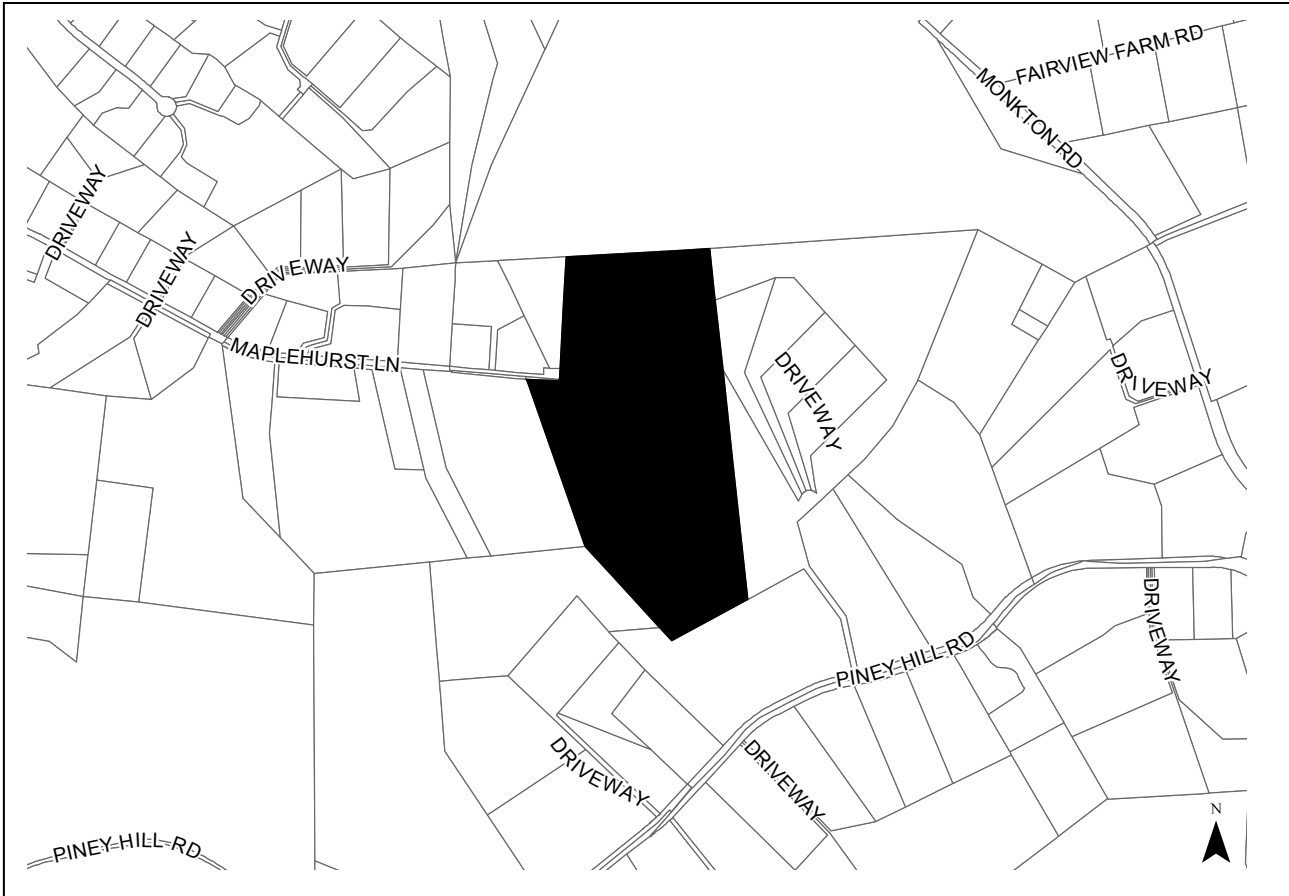 FAIRVIEW FARM RD
MONKTON RD
DRIVEWAY
DRIVEWAY
DRIVEWAY
MAPLEHURST LN
DRIVEWAY
DRIVEWAY
DRIVEWAY
PINEY HILL RD
DRIVEWAY
DRIVEWAY
PINEY HILL RD
N